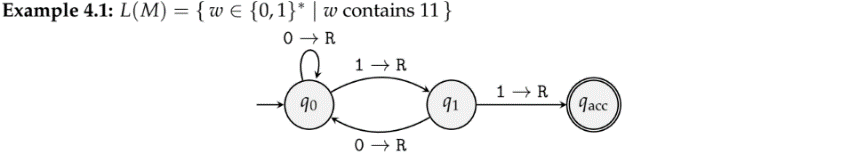 Example 4.1: L(M) = { w ∈ {0,1}* | w contains 11 }
0 → R
1 → R
q0
q1
1 → R
qacc
0 → R